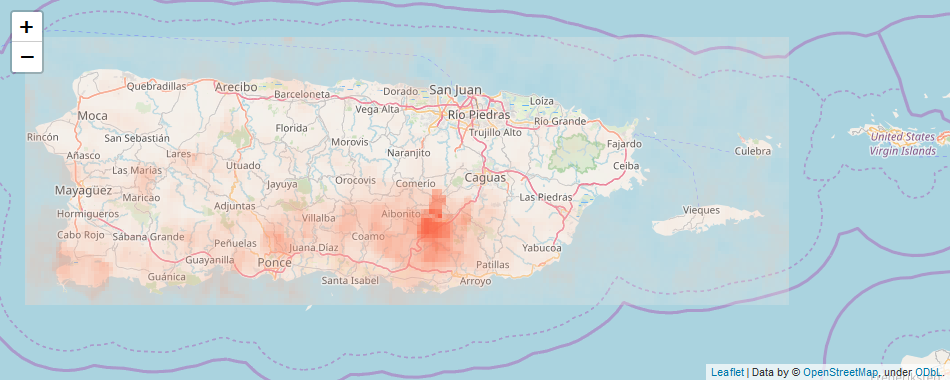 +
−
San Juan
Quebradillas
Arecibo
Barceloneta
Dorado
Loíza
Moca
Vega Alta
Río Piedras
Río Grande
Florida
Trujillo Alto
Rincón
San Sebastián
Morovis
Fajardo
United States
Virgin Islands
Añasco
Lares
Naranjito
Culebra
Las Marías
Utuado
Ceiba
Mayagüez
Jayuya
Orocovis
Comerío
Caguas
Maricao
Las Piedras
Hormigueros
Adjuntas
Villalba
Aibonito
Vieques
Cabo Rojo
Sábana Grande
Peñuelas
Juana Díaz
Coamo
Yabucoa
Guayanilla
Ponce
Patillas
Guánica
Santa Isabel
Arroyo
Leaflet | Data by © OpenStreetMap, under ODbL.